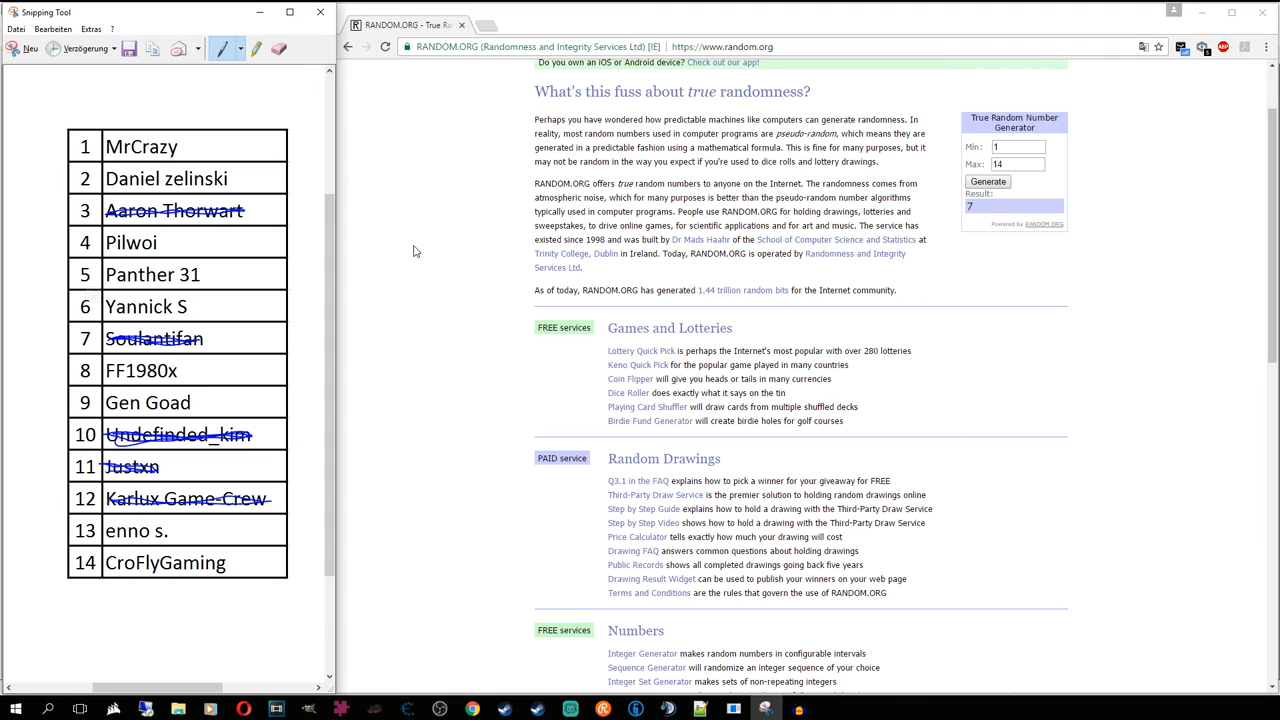 Snipping Tool
Datei Bearbeiten Extras ?
Neu Verzögerung
1 MrCrazy
2 Daniel zelinski
3 Aaron Thorwart
4 Pilwoi
5 Panther 31
6 Yannick S
7 Soulantifan
8 FF1980x
9 Gen Goad
10 Undefinded_kim
11 Justxn
12 Karlux Game-Crew
13 enno s.
14 CroFlyGaming
RANDOM.ORG - True Ra
RANDOM.ORG (Randomness and Integrity Services Ltd) [IE] https://www.random.org
Do you own an iOS or Android device? Check out our app!
What's this fuss about true randomness?
Perhaps you have wondered how predictable machines like computers can generate randomness. In
reality, most random numbers used in computer programs are pseudo-random, which means they are
generated in a predictable fashion using a mathematical formula. This is fine for many purposes, but it
may not be random in the way you expect if you're used to dice rolls and lottery drawings.
RANDOM.ORG offers true random numbers to anyone on the Internet. The randomness comes from
atmospheric noise, which for many purposes is better than the pseudo-random number algorithms
typically used in computer programs. People use RANDOM.ORG for holding drawings, lotteries and
sweepstakes, to drive online games, for scientific applications and for art and music. The service has
existed since 1998 and was built by Dr Mads Haahr of the School of Computer Science and Statistics at
Trinity College, Dublin in Ireland. Today, RANDOM.ORG is operated by Randomness and Integrity
Services Ltd.
As of today, RANDOM.ORG has generated 1.44 trillion random bits for the Internet community.
True Random Number
Generator
Min: 1
Max: 14
Generate
Result:
7
Powered by RANDOM.ORG
FREE services Games and Lotteries
Lottery Quick Pick is perhaps the Internet's most popular with over 280 lotteries
Keno Quick Pick for the popular game played in many countries
Coin Flipper will give you heads or tails in many currencies
Dice Roller does exactly what it says on the tin
Playing Card Shuffler will draw cards from multiple shuffled decks
Birdie Fund Generator will create birdie holes for golf courses
PAID service Random Drawings
Q3.1 in the FAQ explains how to pick a winner for your giveaway for FREE
Third-Party Draw Service is the premier solution to holding random drawings online
Step by Step Guide explains how to hold a drawing with the Third-Party Draw Service
Step by Step Video shows how to hold a drawing with the Third-Party Draw Service
Price Calculator tells exactly how much your drawing will cost
Drawing FAQ answers common questions about holding drawings
Public Records shows all completed drawings going back five years
Drawing Result Widget can be used to publish your winners on your web page
Terms and Conditions are the rules that govern the use of RANDOM.ORG
FREE services Numbers
Integer Generator makes random numbers in configurable intervals
Sequence Generator will randomize an integer sequence of your choice
Integer Set Generator makes sets of non-repeating integers